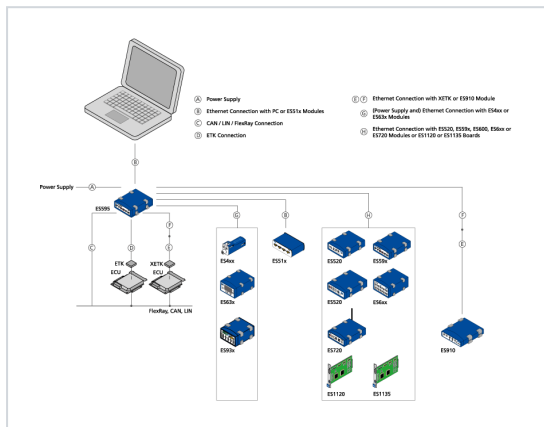 A Power Supply
B Ethernet Connection with PC or ES51x Modules
C CAN / LIN / FlexRay Connection
D ETK Connection
E F Ethernet Connection with XETK or ES910 Module
G (Power Supply and) Ethernet Connection with ES4xx or
ES63x Modules
H Ethernet Connection with ES520, ES59x, ES600, ES6xx or
ES720 Modules or ES1120 or ES1135 Boards
B
Power Supply A
ES595
F
G B H F
C D E E
ETK XETK
ECU ECU
FlexRay, CAN, LIN
ES4xx ES51x ES520 ES59x
ES63x ES520 ES6xx
ES93x ES720 ES910
ES1120 ES1135